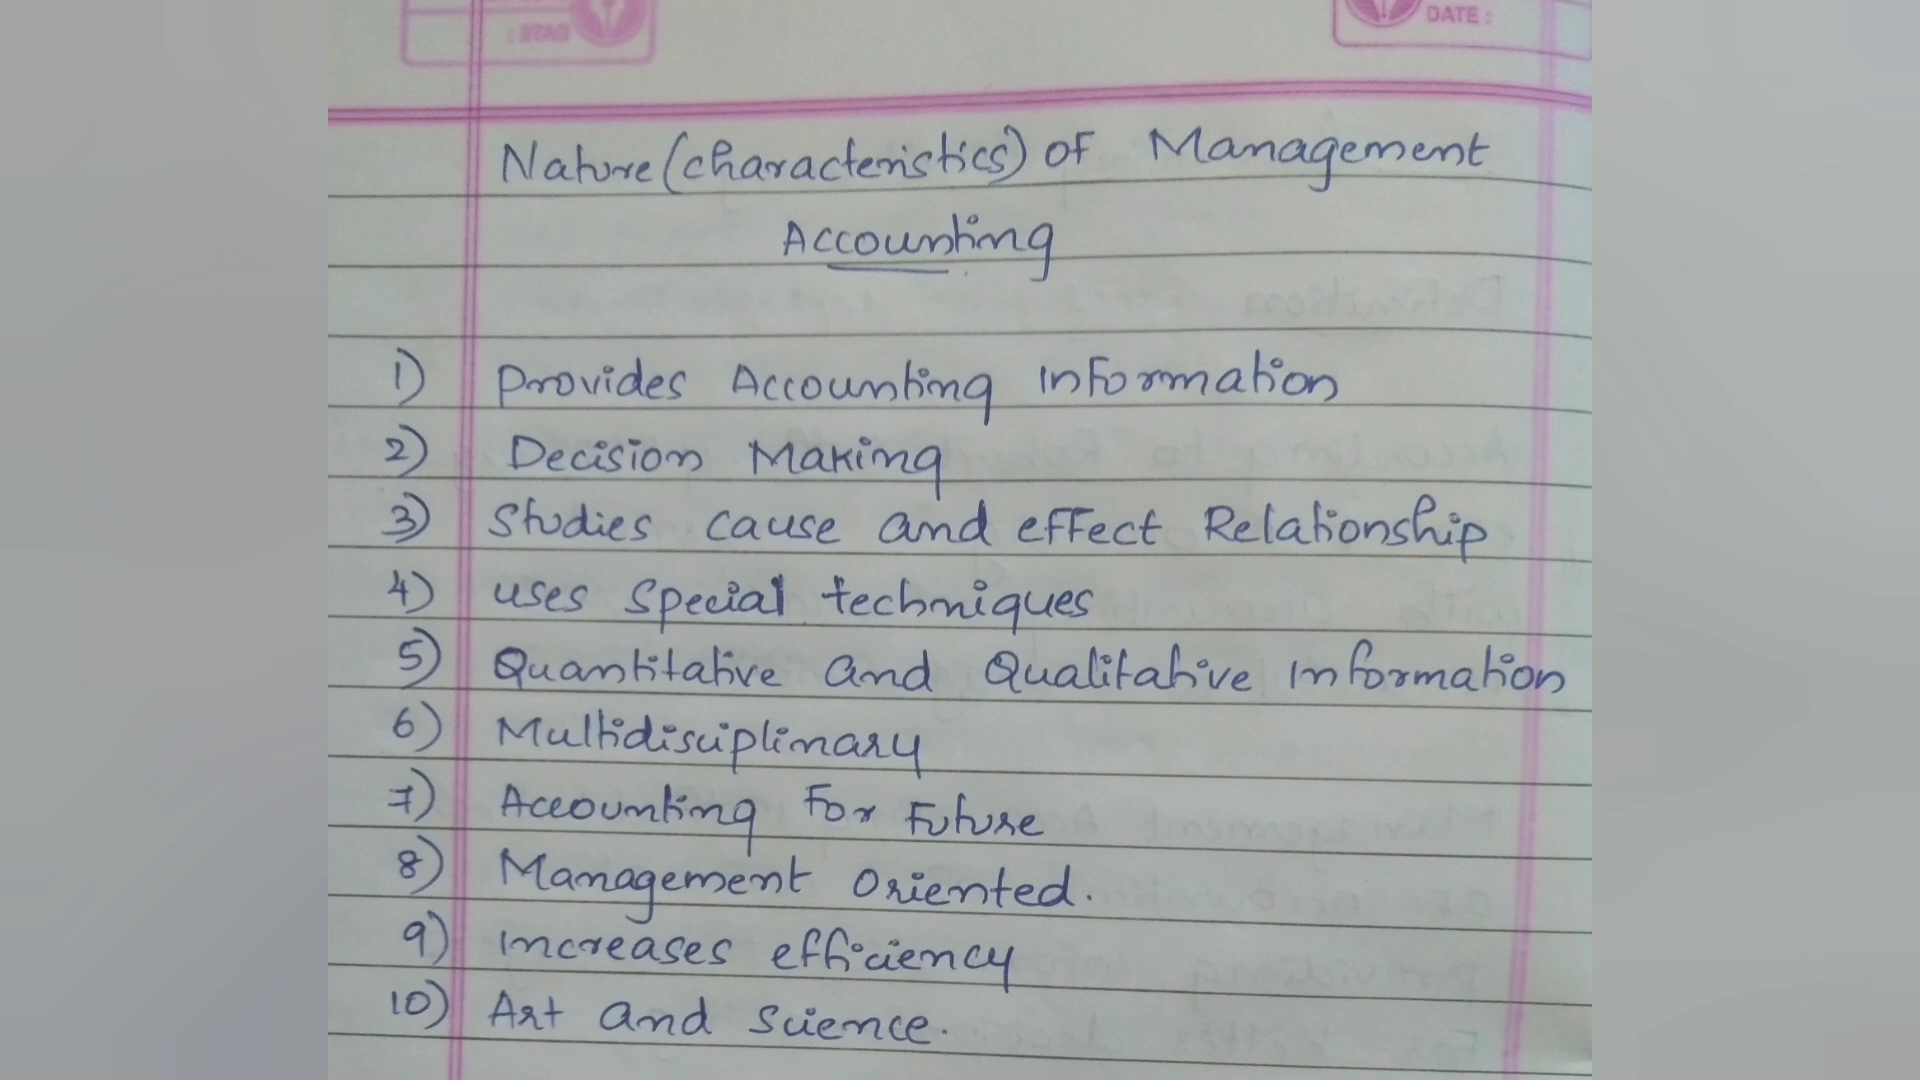 DATE:
Nature (characteristics) of Management
Accounting
1) Provides Accounting Information
2) Decision Making
3) Studies cause and effect Relationship
4) uses special techniques
5) Quantitative and Qualitative Information
6) Multidisciplinary
7) Accounting For Future
8) Management Oriented.
9) Increases efficiency
10) Art and Science.